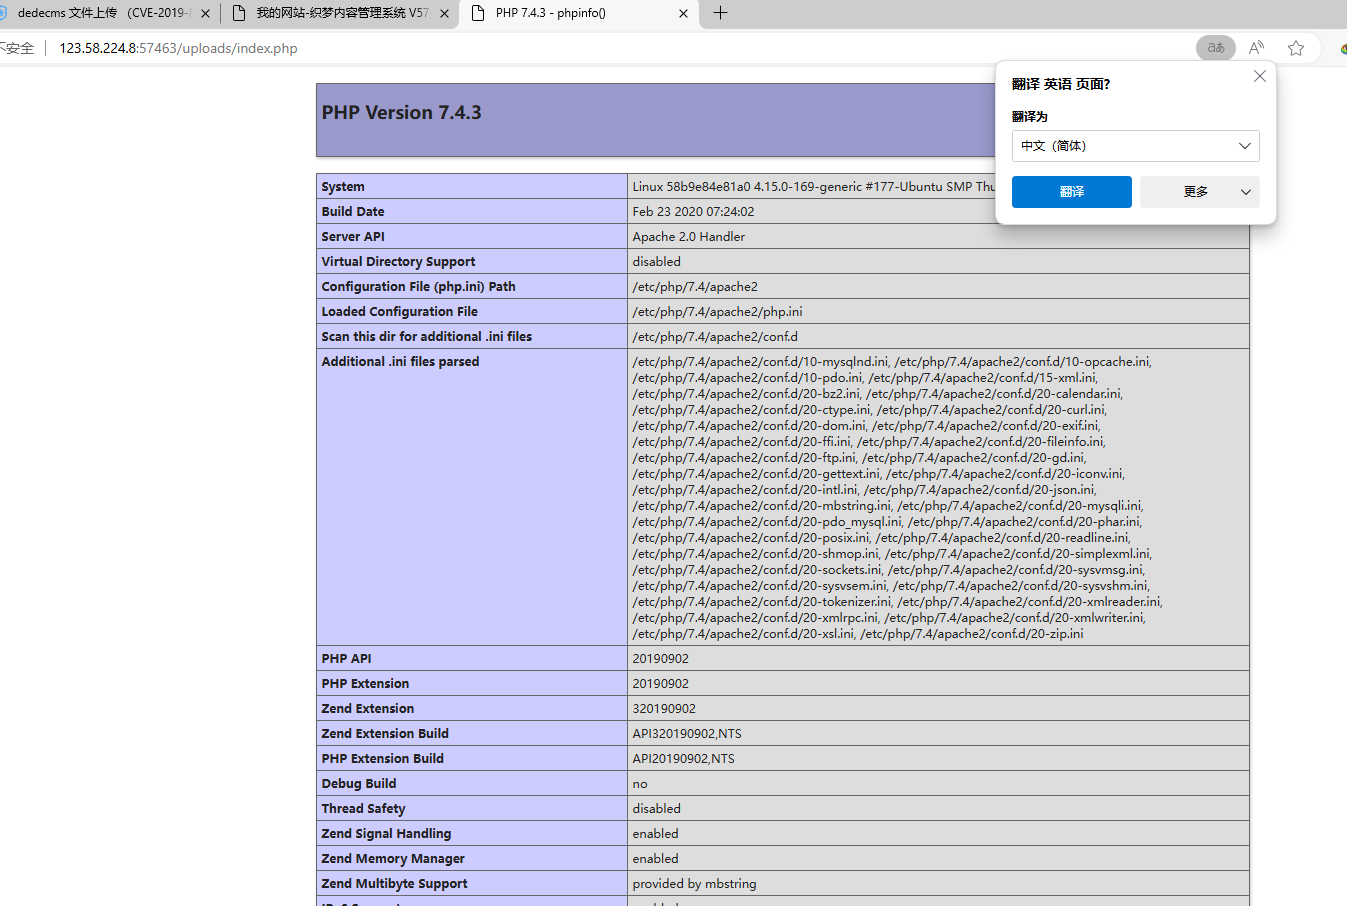 dedecms 文件上传 （CVE-2019-
我的网站-织梦内容管理系统 V57
PHP 7.4.3 - phpinfo()
不安全
123.58.224.8:57463/uploads/index.php
翻译 英语 页面?
翻译为
中文（简体）
翻译
更多
PHP Version 7.4.3
System Linux 58b9e84e81a0 4.15.0-169-generic #177-Ubuntu SMP Thu
Build Date Feb 23 2020 07:24:02
Server API Apache 2.0 Handler
Virtual Directory Support disabled
Configuration File (php.ini) Path /etc/php/7.4/apache2
Loaded Configuration File /etc/php/7.4/apache2/php.ini
Scan this dir for additional .ini files /etc/php/7.4/apache2/conf.d
Additional .ini files parsed /etc/php/7.4/apache2/conf.d/10-mysqlnd.ini, /etc/php/7.4/apache2/conf.d/10-opcache.ini,
/etc/php/7.4/apache2/conf.d/10-pdo.ini, /etc/php/7.4/apache2/conf.d/15-xml.ini,
/etc/php/7.4/apache2/conf.d/20-bz2.ini, /etc/php/7.4/apache2/conf.d/20-calendar.ini,
/etc/php/7.4/apache2/conf.d/20-ctype.ini, /etc/php/7.4/apache2/conf.d/20-curl.ini,
/etc/php/7.4/apache2/conf.d/20-dom.ini, /etc/php/7.4/apache2/conf.d/20-exif.ini,
/etc/php/7.4/apache2/conf.d/20-ffi.ini, /etc/php/7.4/apache2/conf.d/20-fileinfo.ini,
/etc/php/7.4/apache2/conf.d/20-ftp.ini, /etc/php/7.4/apache2/conf.d/20-gd.ini,
/etc/php/7.4/apache2/conf.d/20-gettext.ini, /etc/php/7.4/apache2/conf.d/20-iconv.ini,
/etc/php/7.4/apache2/conf.d/20-intl.ini, /etc/php/7.4/apache2/conf.d/20-json.ini,
/etc/php/7.4/apache2/conf.d/20-mbstring.ini, /etc/php/7.4/apache2/conf.d/20-mysqli.ini,
/etc/php/7.4/apache2/conf.d/20-pdo_mysql.ini, /etc/php/7.4/apache2/conf.d/20-phar.ini,
/etc/php/7.4/apache2/conf.d/20-posix.ini, /etc/php/7.4/apache2/conf.d/20-readline.ini,
/etc/php/7.4/apache2/conf.d/20-shmop.ini, /etc/php/7.4/apache2/conf.d/20-simplexml.ini,
/etc/php/7.4/apache2/conf.d/20-sockets.ini, /etc/php/7.4/apache2/conf.d/20-sysvmsg.ini,
/etc/php/7.4/apache2/conf.d/20-sysvsem.ini, /etc/php/7.4/apache2/conf.d/20-sysvshm.ini,
/etc/php/7.4/apache2/conf.d/20-tokenizer.ini, /etc/php/7.4/apache2/conf.d/20-xmlreader.ini,
/etc/php/7.4/apache2/conf.d/20-xmlrpc.ini, /etc/php/7.4/apache2/conf.d/20-xmlwriter.ini,
/etc/php/7.4/apache2/conf.d/20-xsl.ini, /etc/php/7.4/apache2/conf.d/20-zip.ini
PHP API 20190902
PHP Extension 20190902
Zend Extension 320190902
Zend Extension Build API320190902,NTS
PHP Extension Build API20190902,NTS
Debug Build no
Thread Safety disabled
Zend Signal Handling enabled
Zend Memory Manager enabled
Zend Multibyte Support provided by mbstring